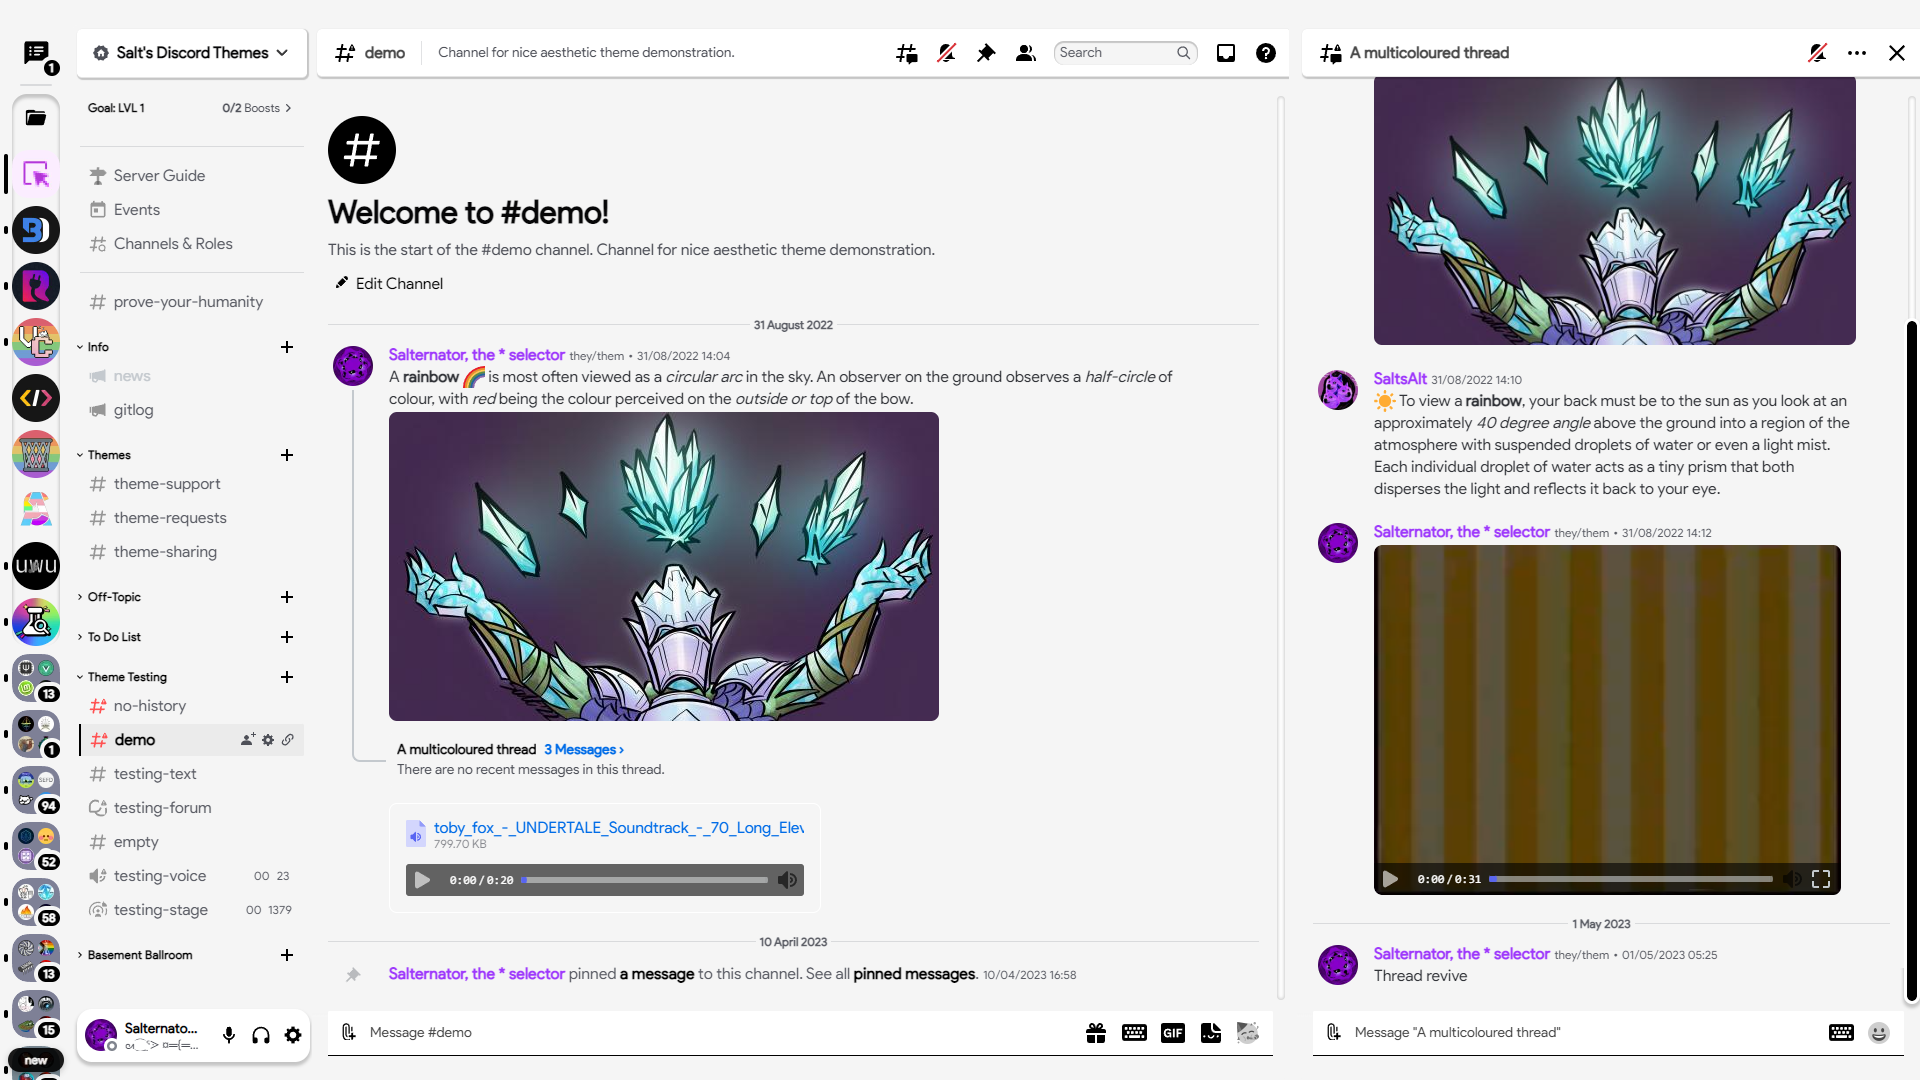 1
Salt's Discord Themes
Goal: LVL 1
0/2 Boosts
Server Guide
Events
Channels & Roles
prove-your-humanity
Info
news
gitlog
Themes
theme-support
theme-requests
theme-sharing
Off-Topic
To Do List
Theme Testing
no-history
demo
testing-text
testing-forum
empty
testing-voice
00 23
testing-stage
00 1379
Basement Ballroom
uwu
13
1
94
52
58
13
15
new
Salternato...
demo
Channel for nice aesthetic theme demonstration.
Search
Welcome to #demo!
This is the start of the #demo channel. Channel for nice aesthetic theme demonstration.
Edit Channel
31 August 2022
Salternator, the * selector they/them • 31/08/2022 14:04
A rainbow 🌈 is most often viewed as a circular arc in the sky. An observer on the ground observes a half-circle of
colour, with red being the colour perceived on the outside or top of the bow.
A multicoloured thread 3 Messages ›
There are no recent messages in this thread.
toby_fox_-_UNDERTALE_Soundtrack_-_70_Long_Elev
799.70 KB
0:00/0:20
10 April 2023
Salternator, the * selector pinned a message to this channel. See all pinned messages. 10/04/2023 16:58
Message #demo
GIF
A multicoloured thread
SaltsAlt 31/08/2022 14:10
☀️ To view a rainbow, your back must be to the sun as you look at an
approximately 40 degree angle above the ground into a region of the
atmosphere with suspended droplets of water or even a light mist.
Each individual droplet of water acts as a tiny prism that both
disperses the light and reflects it back to your eye.
Salternator, the * selector they/them • 31/08/2022 14:12
0:00/0:31
1 May 2023
Salternator, the * selector they/them • 01/05/2023 05:25
Thread revive
Message "A multicoloured thread"